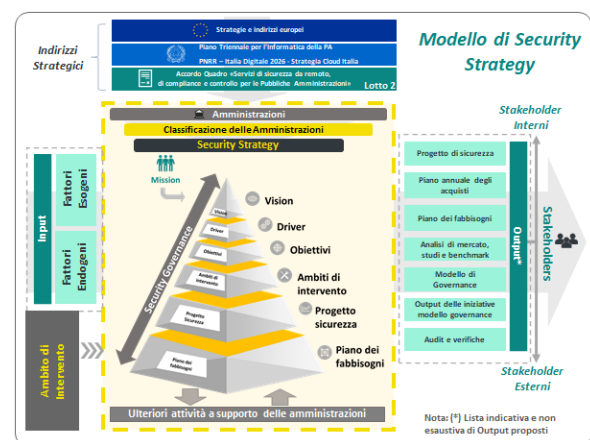 Indirizzi
Strategici
Strategie e indirizzi europei
Piano Triennale per l'Informatica della PA
PNRR – Italia Digitale 2026 - Strategia Cloud Italia
Accordo Quadro «Servizi di sicurezza da remoto,
di compliance e controllo per le Pubbliche Amministrazioni»
Lotto 2
Modello di Security
Strategy
Amministrazioni
Classificazione delle Amministrazioni
Security Strategy
Mission
Input
Fattori
Esogeni
Fattori
Endogeni
Ambito di
Intervento
Security Governance
Vision
Driver
Obiettivi
Ambiti di
intervento
Progetto
Sicurezza
Piano dei
fabbisogni
Vision
Driver
Obiettivi
Ambiti di
intervento
Progetto
sicurezza
Piano dei
fabbisogni
Ulteriori attività a supporto delle amministrazioni
Stakeholder
Interni
Progetto di sicurezza
Piano annuale degli
acquisti
Piano dei fabbisogni
Analisi di mercato,
studi e benchmark
Modello di
Governance
Output delle iniziative
modello governance
Audit e verifiche
Output*
Stakeholders
Stakeholder
Esterni
Nota: (*) Lista indicativa e non
esaustiva di Output proposti